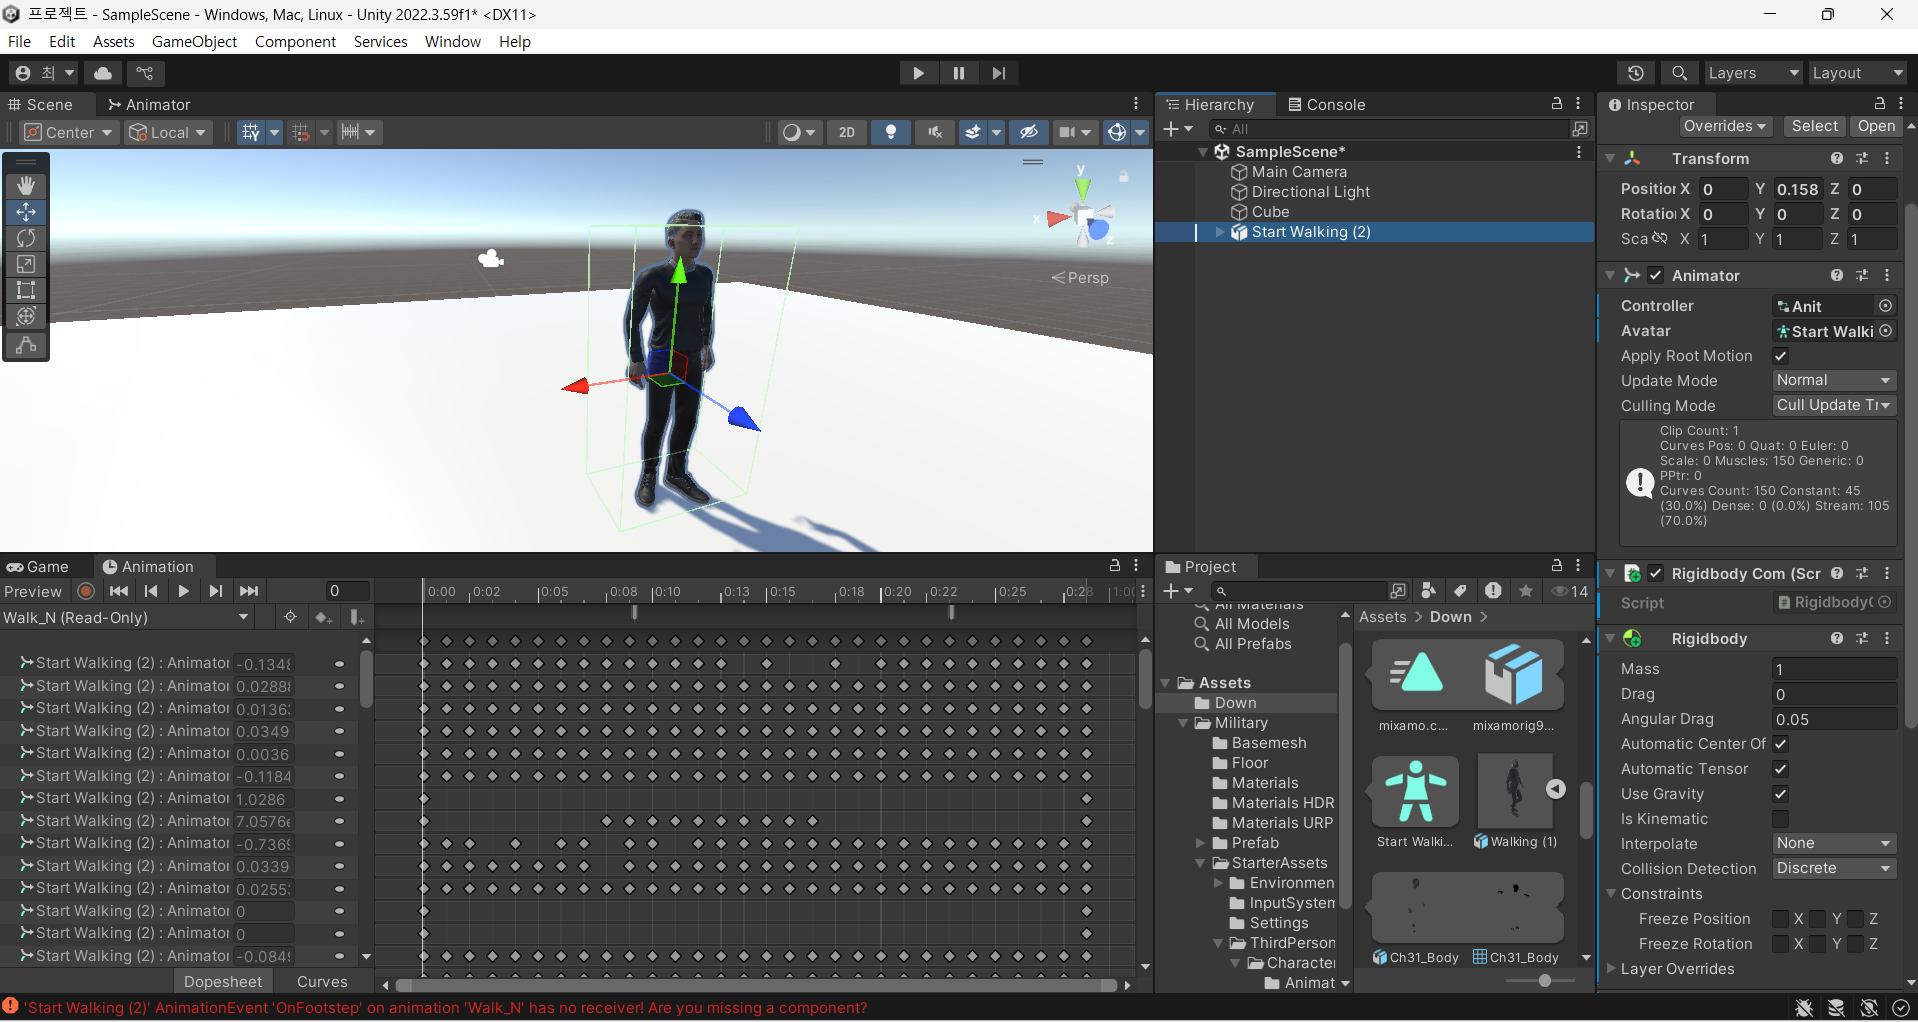 프로젝트 - SampleScene - Windows, Mac, Linux - Unity 2022.3.59f1* <DX11>
File Edit Assets GameObject Component Services Window Help
최 Layers Layout
Scene Animator
Center Local 2D
y
x
z
Persp
Hierarchy Console
All
SampleScene*
Main Camera
Directional Light
Cube
Start Walking (2)
Inspector
Overrides Select Open
Transform
Position X 0 Y 0.158 Z 0
Rotatio X 0 Y 0 Z 0
Sca X 1 Y 1 Z 1
Animator
Controller Anit
Avatar Start Walki
Apply Root Motion
Update Mode Normal
Culling Mode Cull Update Tr
Clip Count: 1
Curves Pos: 0 Quat: 0 Euler: 0
Scale: 0 Muscles: 150 Generic: 0
PPtr: 0
Curves Count: 150 Constant: 45
(30.0%) Dense: 0 (0.0%) Stream: 105
(70.0%)
Rigidbody Com (Scr
Script Rigidbody(
Rigidbody
Mass 1
Drag 0
Angular Drag 0.05
Automatic Center Of
Automatic Tensor
Use Gravity
Is Kinematic
Interpolate None
Collision Detection Discrete
Constraints
Freeze Position X Y Z
Freeze Rotation X Y Z
Layer Overrides
Game Animation
Preview 0 0:00 0:02 0:05 0:08 0:10 0:13 0:15 0:18 0:20 0:22 0:25 0:28 1:00
Walk_N (Read-Only)
Start Walking (2) : Animator -0.1348
Start Walking (2) : Animator 0.0288
Start Walking (2) : Animator 0.0136
Start Walking (2) : Animator 0.0349
Start Walking (2) : Animator 0.0036
Start Walking (2) : Animator -0.1184
Start Walking (2) : Animator 1.0286
Start Walking (2) : Animator 7.0576
Start Walking (2) : Animator -0.736
Start Walking (2) : Animator 0.0339
Start Walking (2) : Animator 0.0255
Start Walking (2) : Animator 0
Start Walking (2) : Animator 0
Start Walking (2) : Animator -0.084
Dopesheet Curves
Project
14
All Materials
All Models
All Prefabs
Assets
Down
Military
Basemesh
Floor
Materials
Materials HDR
Materials URP
Prefab
StarterAssets
Environmen
InputSystem
Settings
ThirdPerson
Character
Animat
Assets > Down >
mixamo.c... mixamorig9...
Start Walki... Walking (1)
Ch31_Body Ch31_Body
'Start Walking (2)' AnimationEvent 'OnFootstep' on animation 'Walk_N' has no receiver! Are you missing a component?